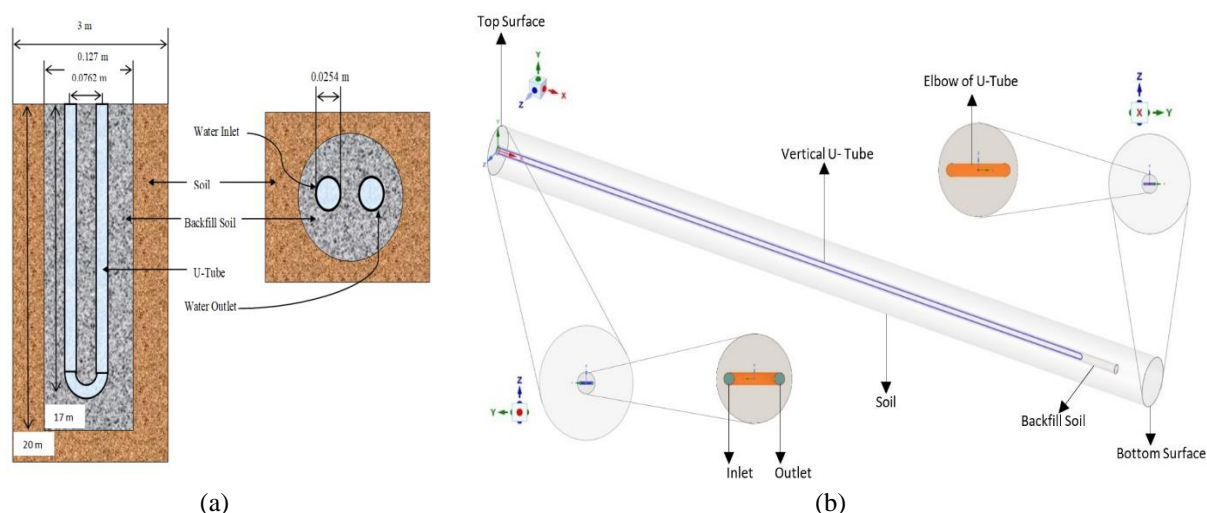 3 m
0.127 m
0.0762 m
0.0254 m
Water Inlet
Soil
Backfill Soil
U-Tube
Water Outlet
17 m
20 m
(a)
Top Surface
Y
X
Z
Vertical U- Tube
Elbow of U-Tube
Z
X
Y
Z
Y
Inlet
Outlet
Soil
Backfill Soil
Bottom Surface
(b)